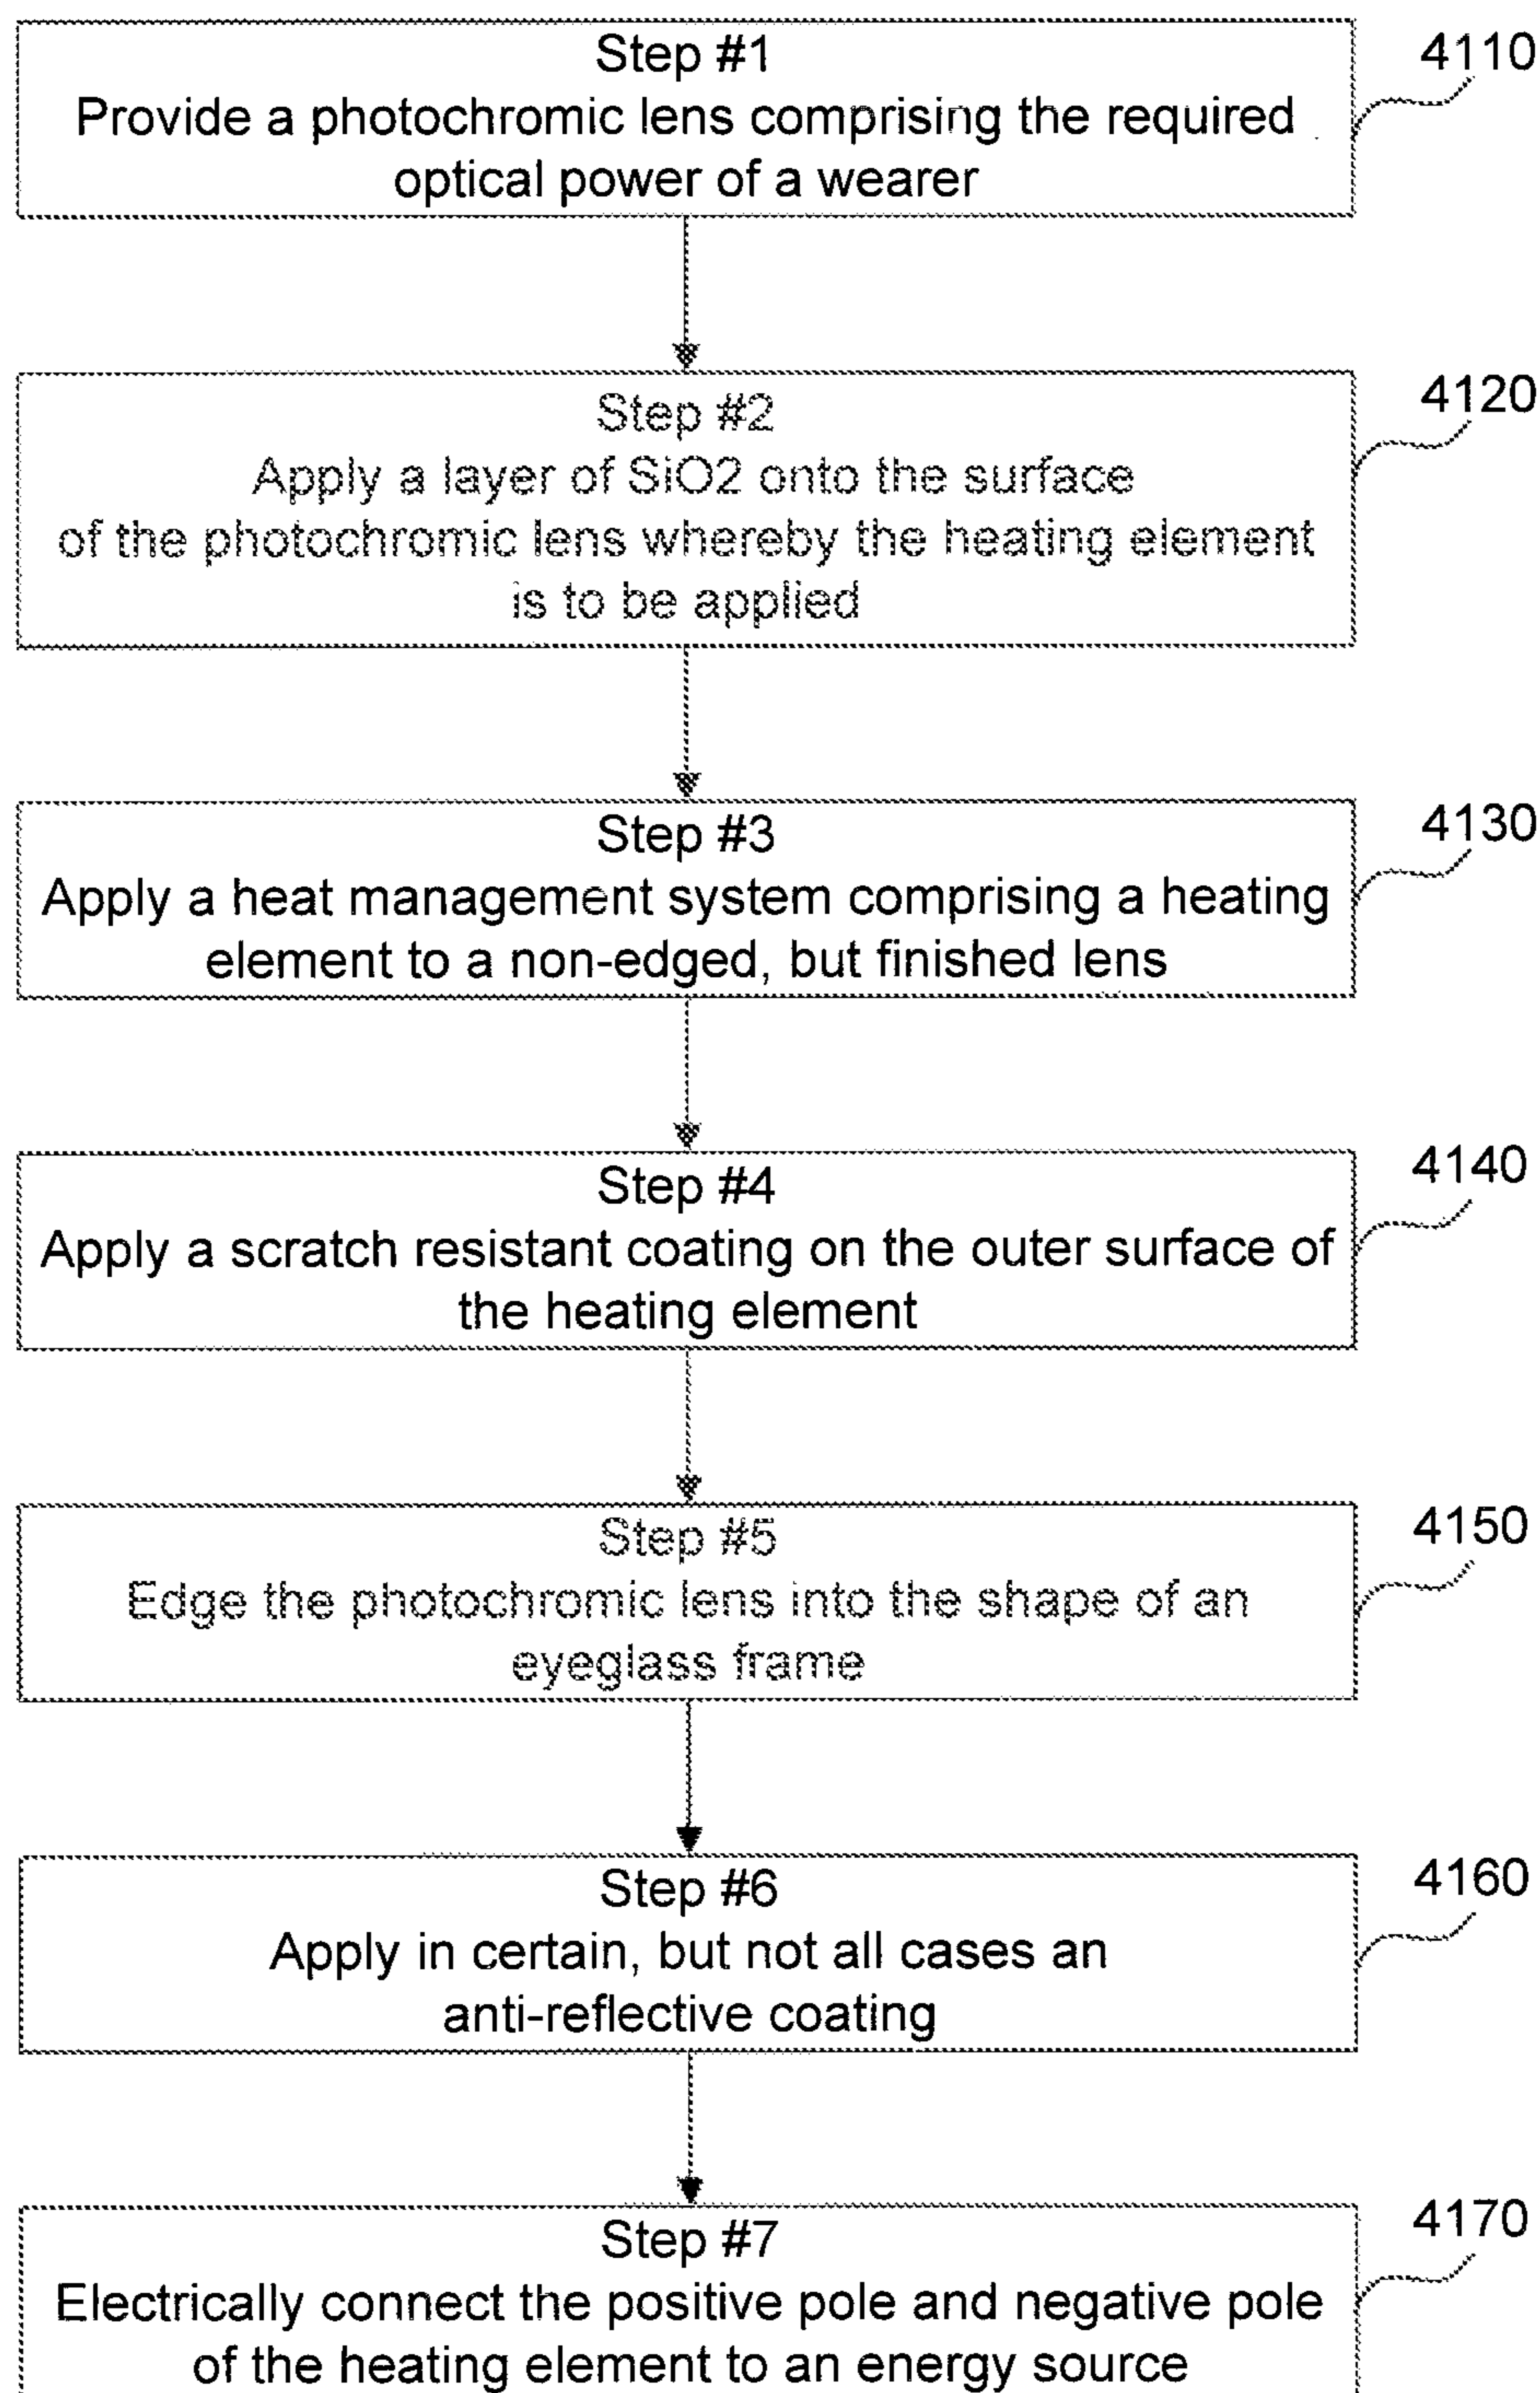 Step #1
4110
Provide a photochromic lens comprising the required
optical power of a wearer
Step #2
4120
Apply a layer of SiO2 onto the surface
of the photochromic lens whereby the heating element
is to be applied
Step #3
4130
Apply a heat management system comprising a heating
element to a non-edged, but finished lens
Step #4
4140
Apply a scratch resistant coating on the outer surface of
the heating element
Step #5
4150
Edge the photochromic lens into the shape of an
eyeglass frame
Step #6
4160
Apply in certain, but not all cases an
anti-reflective coating
Step #7
4170
Electrically connect the positive pole and negative pole
of the heating element to an energy source